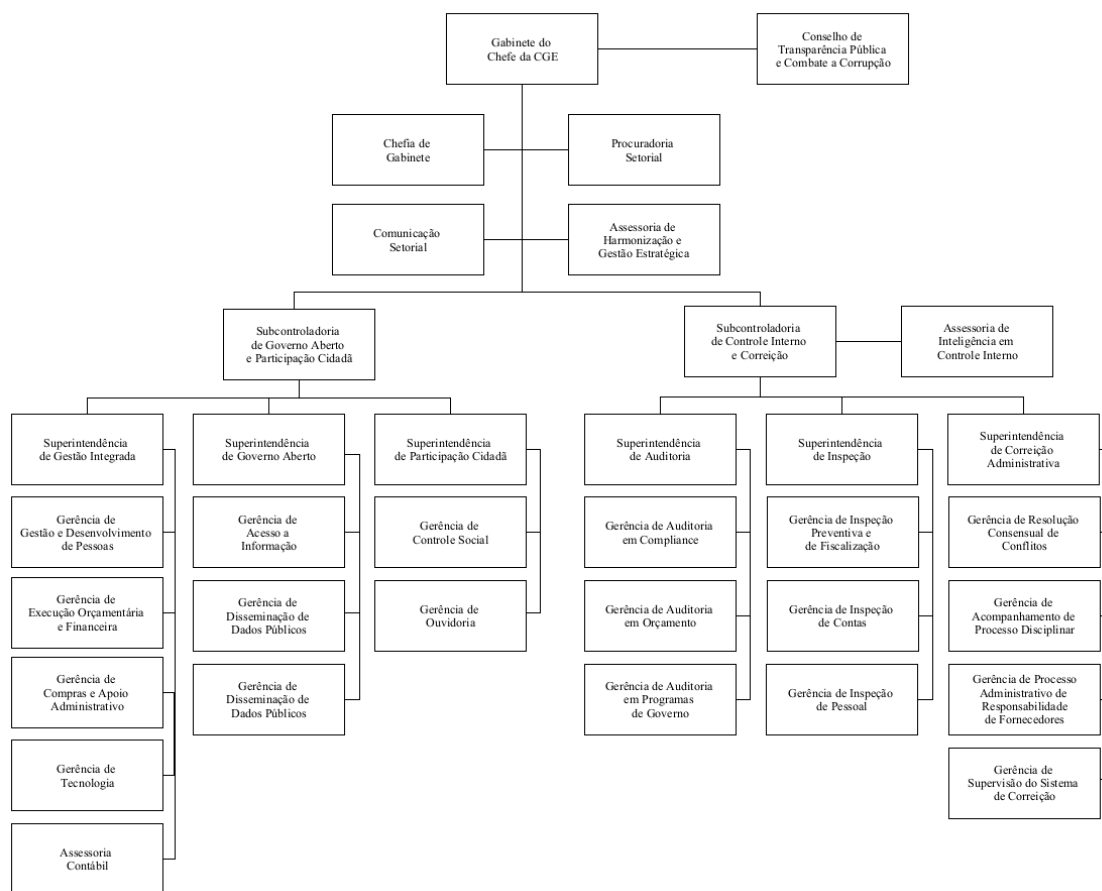 Gabinete do
Chefe da CGE
Conselho de
Transparência Pública
e Combate a Corrupção
Chefia de
Gabinete
Procuradoria
Setorial
Comunicação
Setorial
Assessoria de
Harmonização e
Gestão Estratégica
Subcontroladoria
de Governo Aberto
e Participação Cidadã
Subcontroladoria
de Controle Interno
e Correição
Assessoria de
Inteligência em
Controle Interno
Superintendência
de Gestão Integrada
Superintendência
de Governo Aberto
Superintendência
de Participação Cidadã
Superintendência
de Auditoria
Superintendência
de Inspeção
Superintendência
de Correição
Administrativa
Gerência de
Gestão e Desenvolvimento
de Pessoas
Gerência de
Acesso a
Informação
Gerência de
Controle Social
Gerência de Auditoria
em Compliance
Gerência de Inspeção
Preventiva e
de Fiscalização
Gerência de Resolução
Consensual de
Conflitos
Gerência de
Execução Orçamentária
e Financeira
Gerência de
Disseminação de
Dados Públicos
Gerência de
Ouvidoria
Gerência de Auditoria
em Orçamento
Gerência de Inspeção
de Contas
Gerência de
Acompanhamento de
Processo Disciplinar
Gerência de
Compras e Apoio
Administrativo
Gerência de
Disseminação de
Dados Públicos
Gerência de Auditoria
em Programas
de Governo
Gerência de Inspeção
de Pessoal
Gerência de Processo
Administrativo de
Responsabilidade
de Fornecedores
Gerência de
Tecnologia
Gerência de
Supervisão do Sistema
de Correição
Assessoria
Contábil